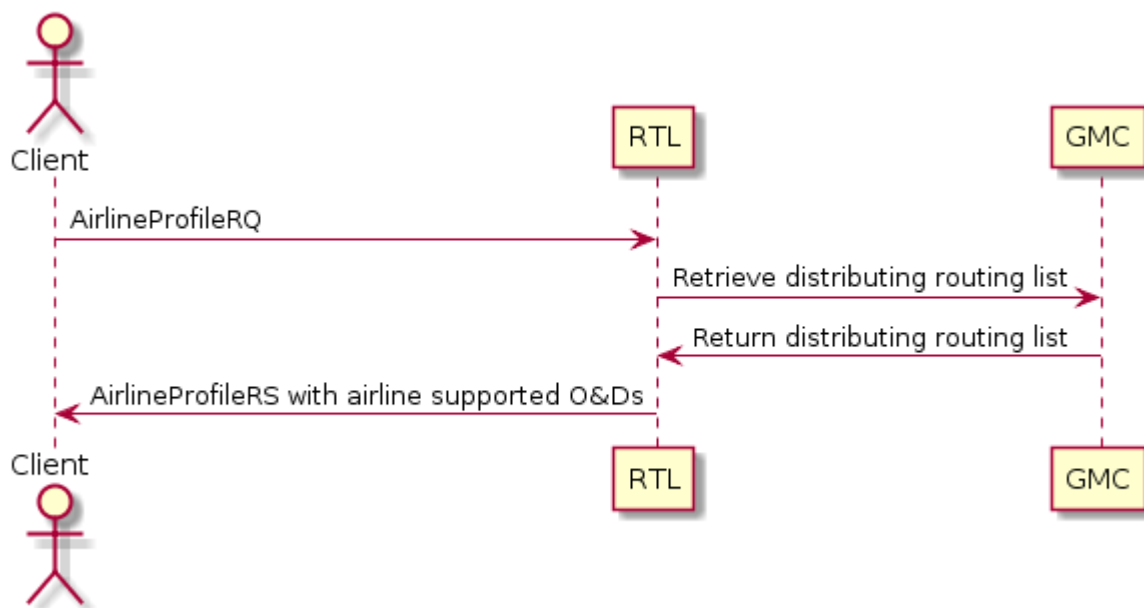 Client
RTL
GMC
AirlineProfileRQ
Retrieve distributing routing list
Return distributing routing list
AirlineProfileRS with airline supported O&Ds
Client
RTL
GMC